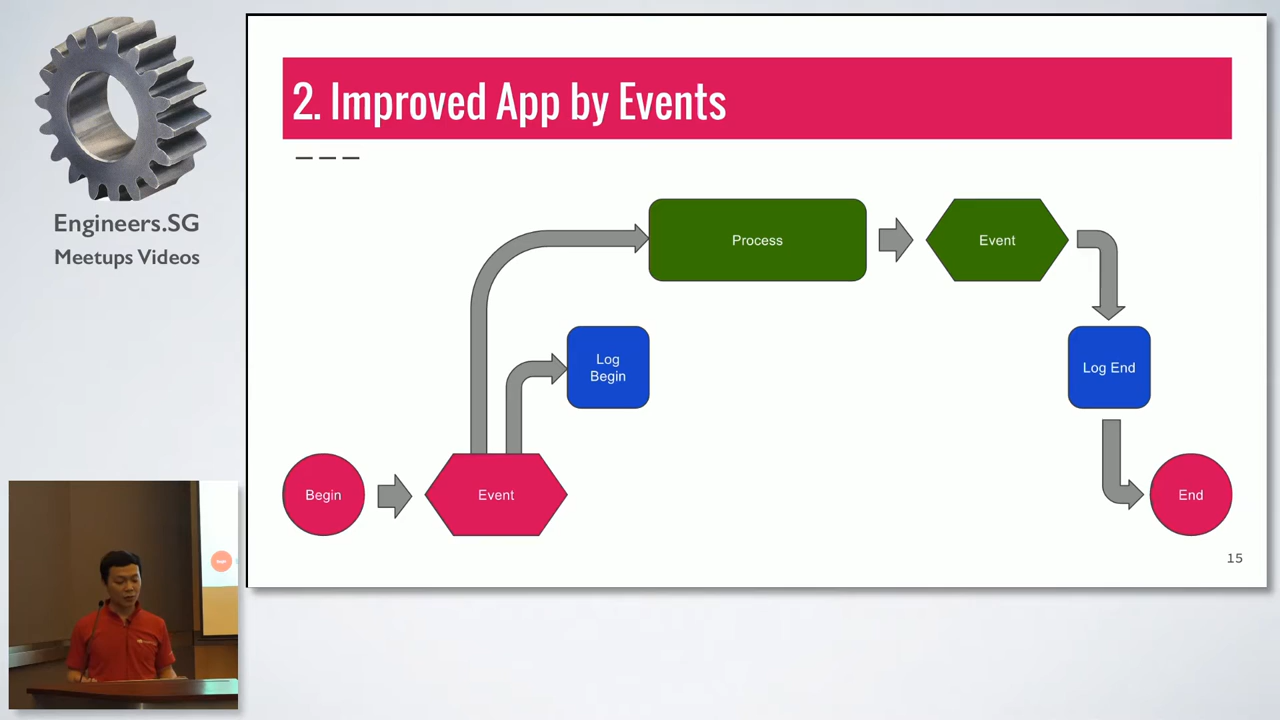 Engineers.SG
Meetups Videos
2. Improved App by Events
Process
Event
Log
Begin
Log End
Begin
Event
End
15